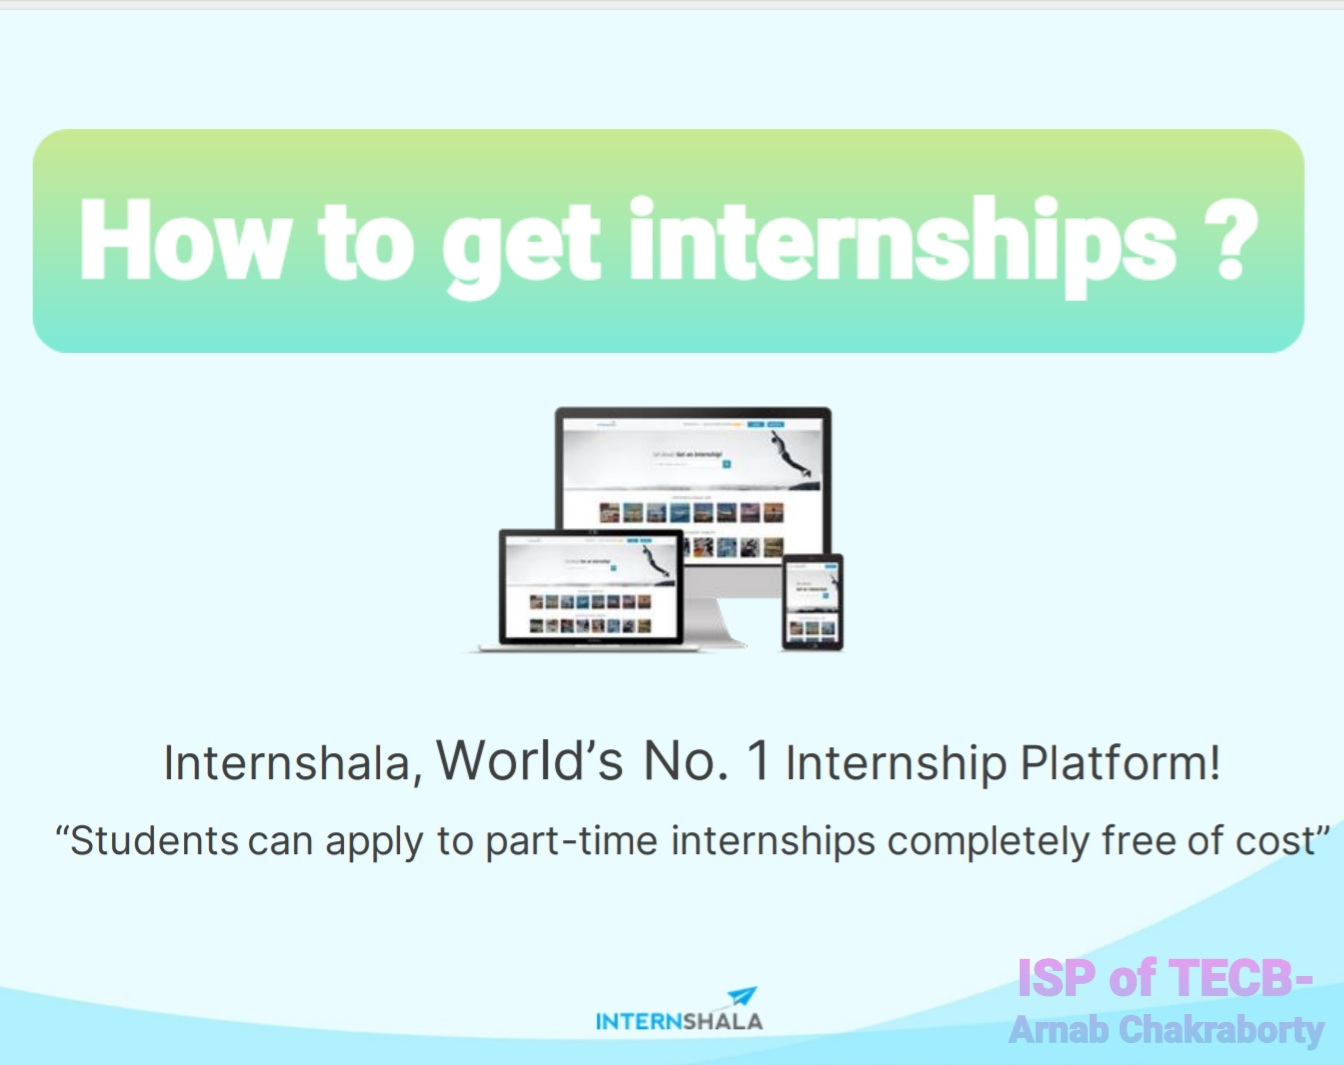 How to get internships ?
Internshala, World’s No. 1 Internship Platform!
“Students can apply to part-time internships completely free of cost”
INTERNSHALA
ISP of TECB-
Arnab Chakraborty